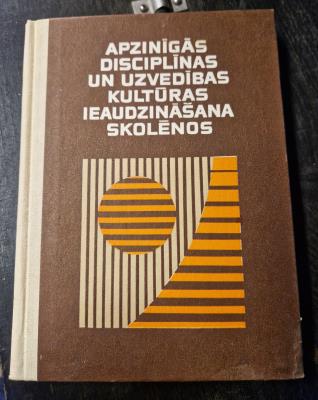 APZINĪGĀS
DISCIPLĪNAS
UN UZVEDĪBAS
KULTŪRAS
IEAUDZINĀŠANA
SKOLĒNOS